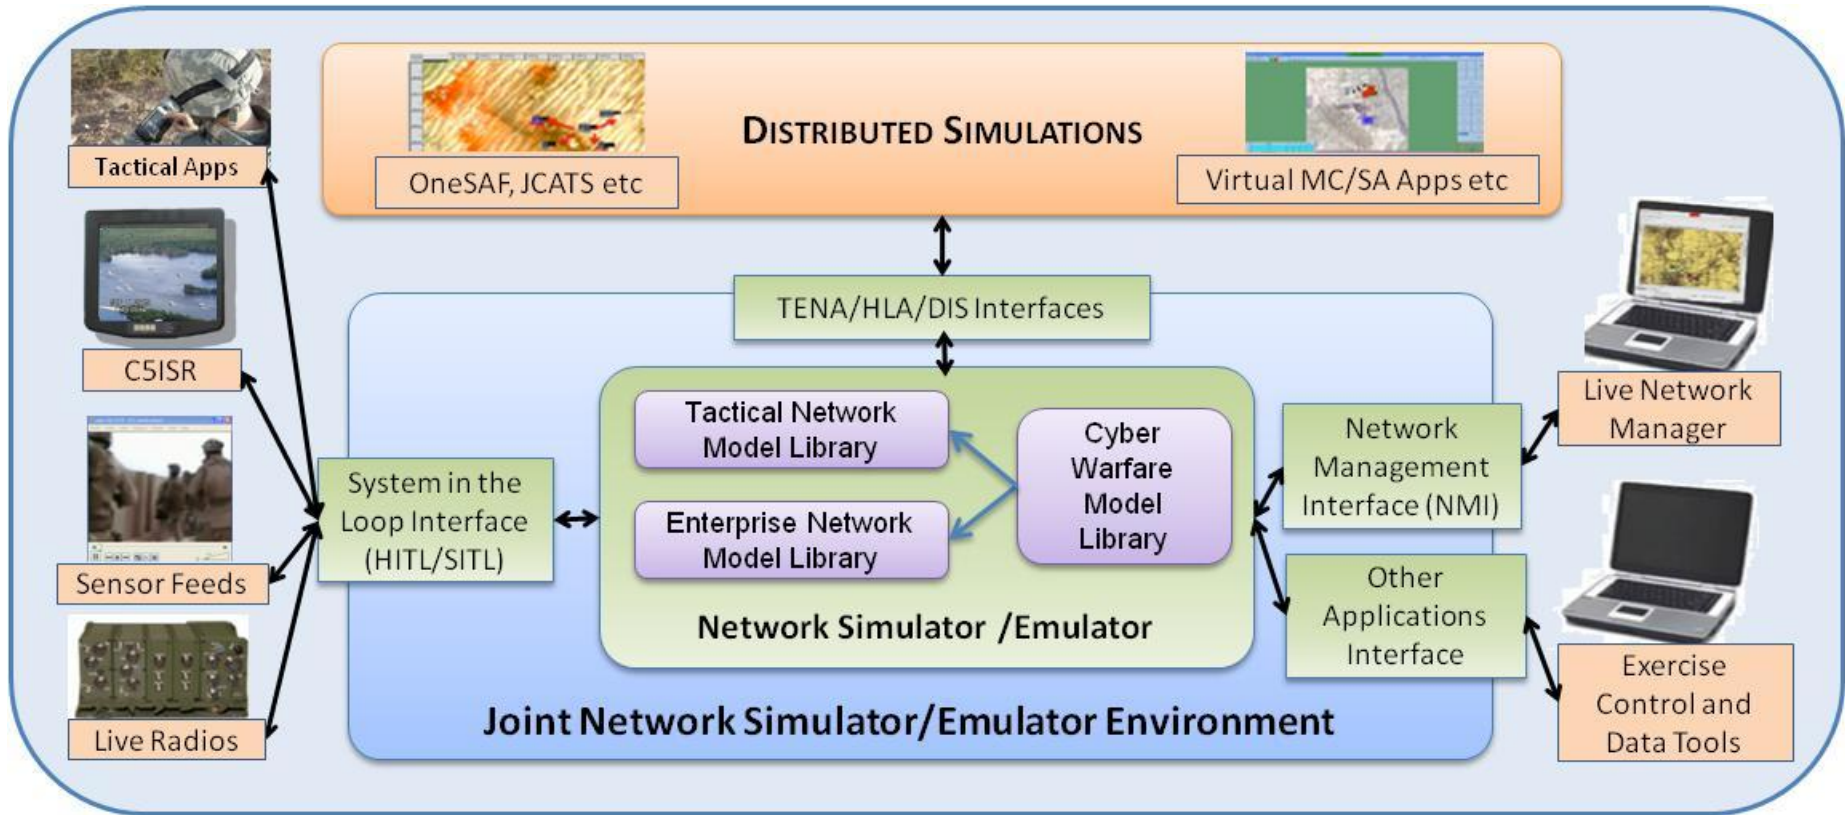 Tactical Apps
C5ISR
Sensor Feeds
Live Radios
DISTRIBUTED SIMULATIONS
OneSAF, JCATS etc
Virtual MC/SA Apps etc
TENA/HLA/DIS Interfaces
System in the
Loop Interface
(HITL/SITL)
Tactical Network
Model Library
Enterprise Network
Model Library
Cyber
Warfare
Model
Library
Network Simulator /Emulator
Joint Network Simulator/Emulator Environment
Network
Management
Interface (NMI)
Other
Applications
Interface
Live Network
Manager
Exercise
Control and
Data Tools